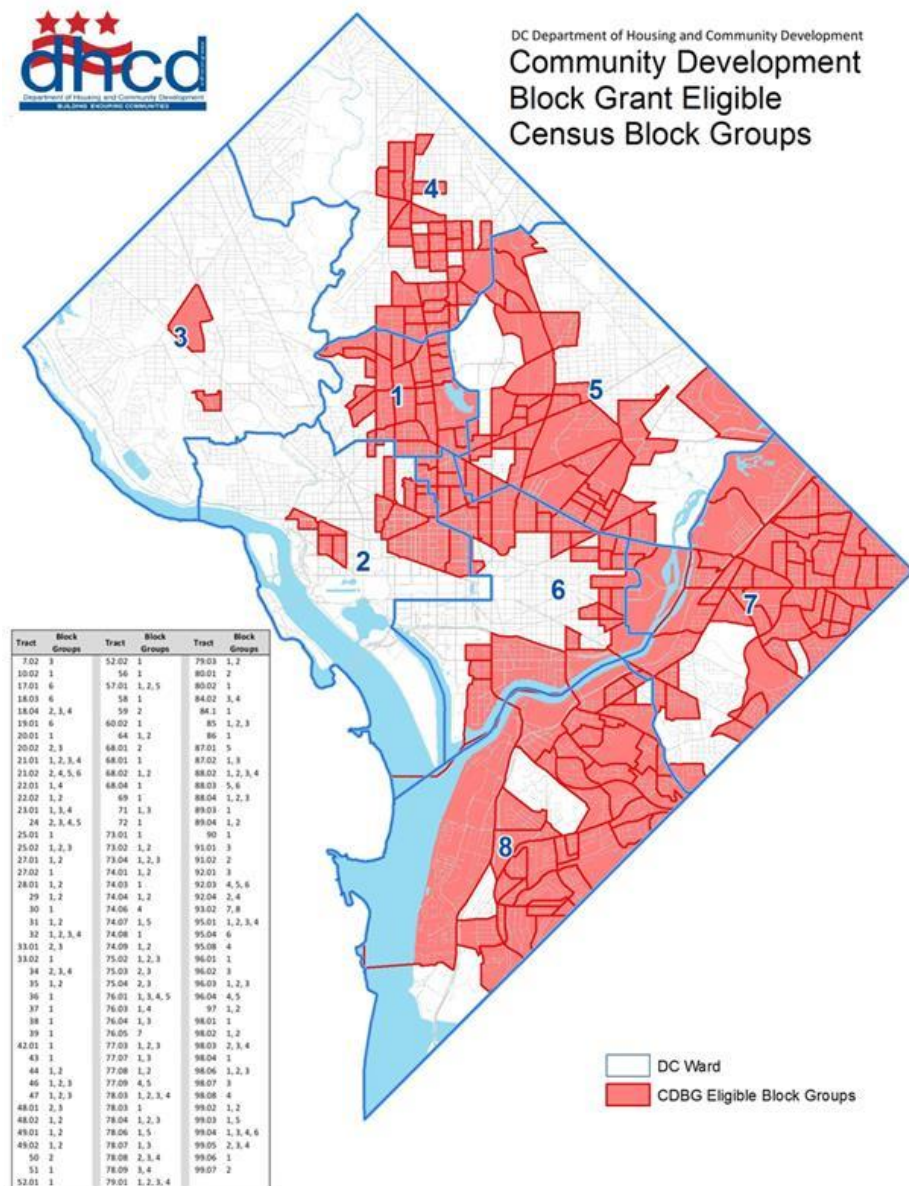 dhcd
Department of Housing and Community Development
BUILDING ENDURING COMMUNITIES
DC Department of Housing and Community Development
Community Development
Block Grant Eligible
Census Block Groups
4
3
1
5
2
6
7
8
Tract Block Groups Tract Block Groups Tract Block Groups
7.02 3 52.02 1 79.03 1, 2
10.02 1 56 1 80.01 2
17.01 6 57.01 1, 2, 5 80.02 1
18.03 6 58 1 84.02 3, 4
18.04 2, 3, 4 59 2 84.1 1
19.01 6 60.02 1 85 1, 2, 3
20.01 1 64 1, 2 86 1
20.02 2, 3 68.01 2 87.01 5
21.01 1, 2, 3, 4 68.01 1 87.02 1, 3
21.02 2, 4, 5, 6 68.02 1, 2 88.02 1, 2, 3, 4
22.01 1, 4 68.04 1 88.03 5, 6
22.02 1, 2 69 1 88.04 1, 2, 3
23.01 1, 3, 4 71 1, 3 89.03 1
24 2, 3, 4, 5 72 1 89.04 1, 2
25.01 1 73.01 1 90 1
25.02 1, 2, 3 73.02 1, 2 91.01 3
27.01 1, 2 73.04 1, 2, 3 91.02 2
27.02 1 74.01 1, 2 92.01 3
28.01 1, 2 74.03 1 92.03 4, 5, 6
29 1, 2 74.04 1, 2 92.04 2, 4
30 1 74.06 4 93.02 7, 8
31 1, 2 74.07 1, 5 95.01 1, 2, 3, 4
32 1, 2, 3, 4 74.08 1 95.04 6
33.01 2, 3 74.09 1, 2 95.08 4
33.02 1 75.02 1, 2, 3 96.01 1
34 2, 3, 4 75.03 2, 3 96.02 3
35 1, 2 75.04 2, 3 96.03 1, 2, 3
36 1 76.01 1, 3, 4, 5 96.04 4, 5
37 1 76.03 1, 4 97 1, 2
38 1 76.04 1, 3 98.01 1
39 1 76.05 7 98.02 1, 2
42.01 1 77.03 1, 2, 3 98.03 2, 3, 4
43 1 77.07 1, 3 98.04 1
44 1, 2 77.08 1, 2 98.06 1, 2, 3
46 1, 2, 3 77.09 4, 5 98.07 3
47 1, 2, 3 78.03 1, 2, 3, 4 98.08 4
48.01 2, 3 78.03 1 99.02 1, 2
48.02 1, 2 78.04 1, 2, 3 99.03 1, 5
49.01 1, 2 78.06 1, 5 99.04 1, 3, 4, 6
49.02 1, 2 78.07 1, 3 99.05 2, 3, 4
50 2 78.08 2, 3, 4 99.06 1
51 1 78.09 3, 4 99.07 2
52.01 1 79.01 1, 2, 3, 4
DC Ward
CDBG Eligible Block Groups